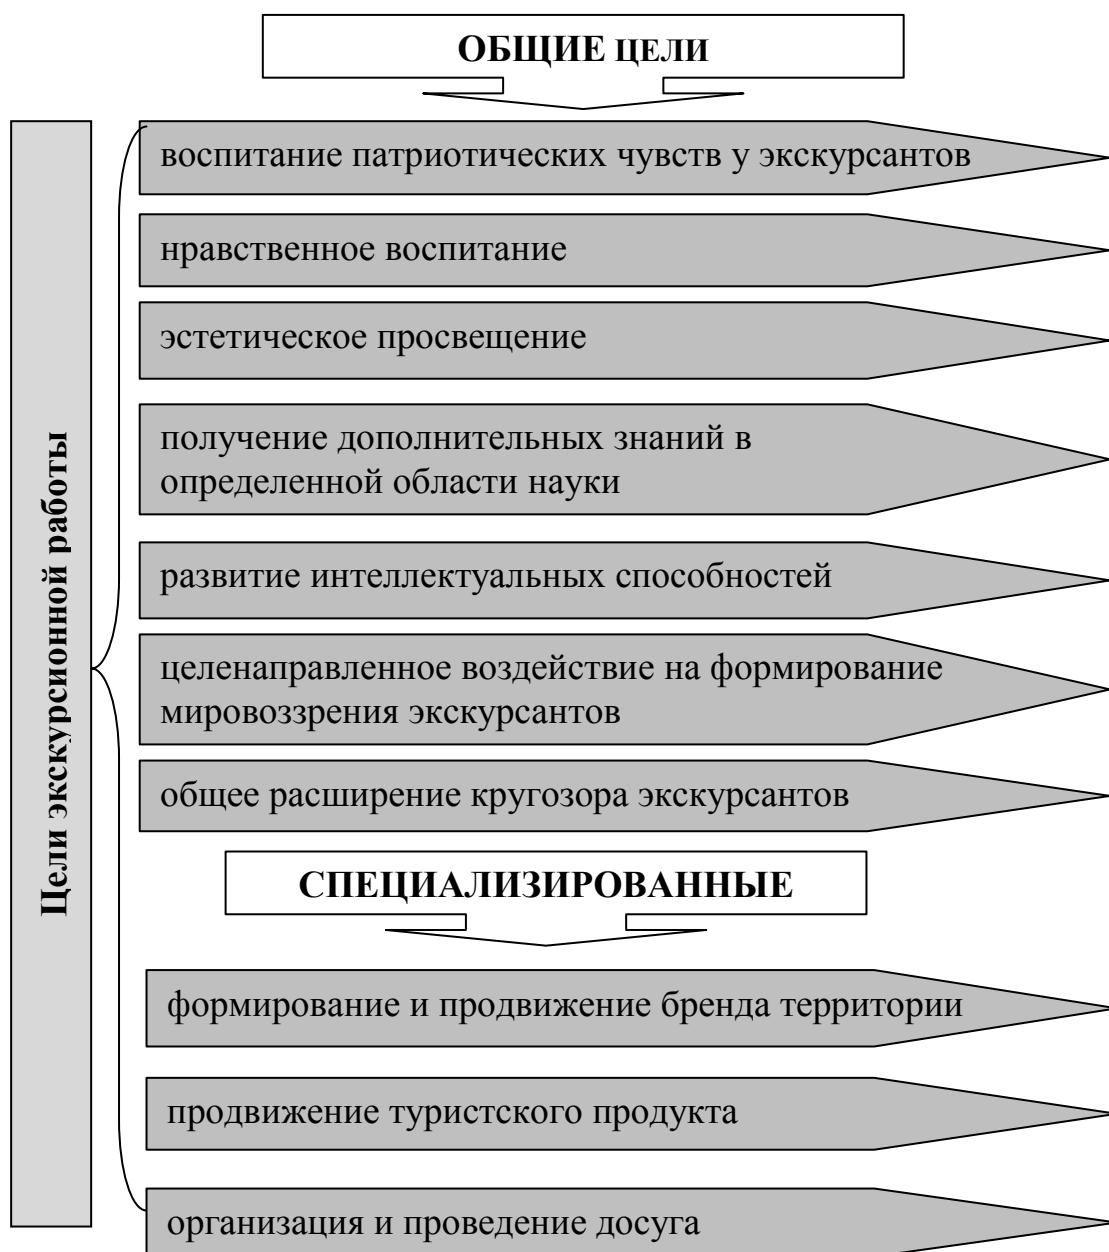 ОБЩИЕ ЦЕЛИ
Цели экскурсионной работы
воспитание патриотических чувств у экскурсантов
нравственное воспитание
эстетическое просвещение
получение дополнительных знаний в
определенной области науки
развитие интеллектуальных способностей
целенаправленное воздействие на формирование
мировоззрения экскурсантов
общее расширение кругозора экскурсантов
СПЕЦИАЛИЗИРОВАННЫЕ
формирование и продвижение бренда территории
продвижение туристского продукта
организация и проведение досуга